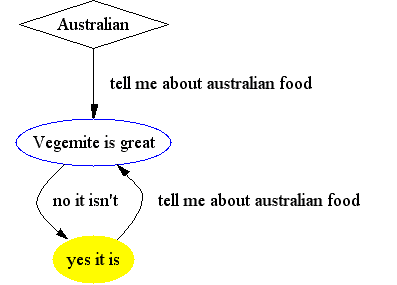 Australian
tell me about australian food
Vegemite is great
no it isn't
tell me about australian food
yes it is